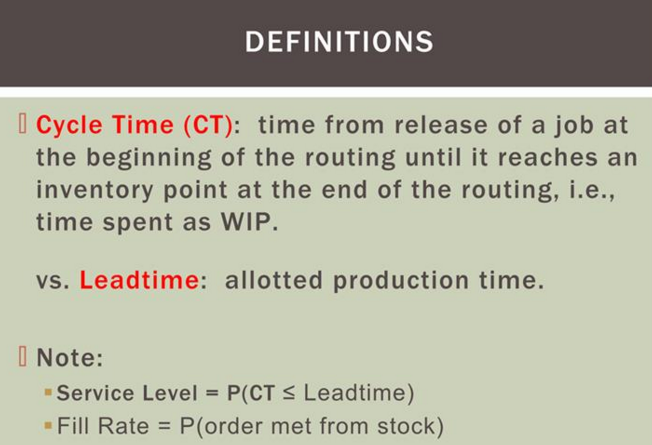 DEFINITIONS
Cycle Time (CT): time from release of a job at
the beginning of the routing until it reaches an
inventory point at the end of the routing, i.e.,
time spent as WIP.
vs. Leadtime: allotted production time.
Note:
Service Level = P(CT ≤ Leadtime)
Fill Rate = P(order met from stock)